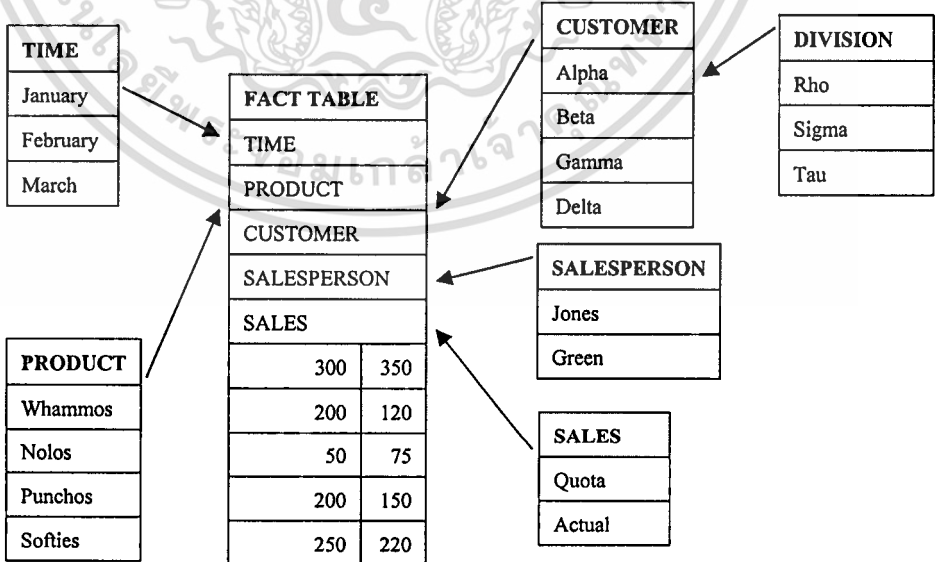 TIME
January
February
March
PRODUCT
Whammos
Nolos
Punchos
Softies
FACT TABLE
TIME
PRODUCT
CUSTOMER
SALESPERSON
SALES
300 350
200 120
50 75
200 150
250 220
CUSTOMER
Alpha
Beta
Gamma
Delta
DIVISION
Rho
Sigma
Tau
SALESPERSON
Jones
Green
SALES
Quota
Actual